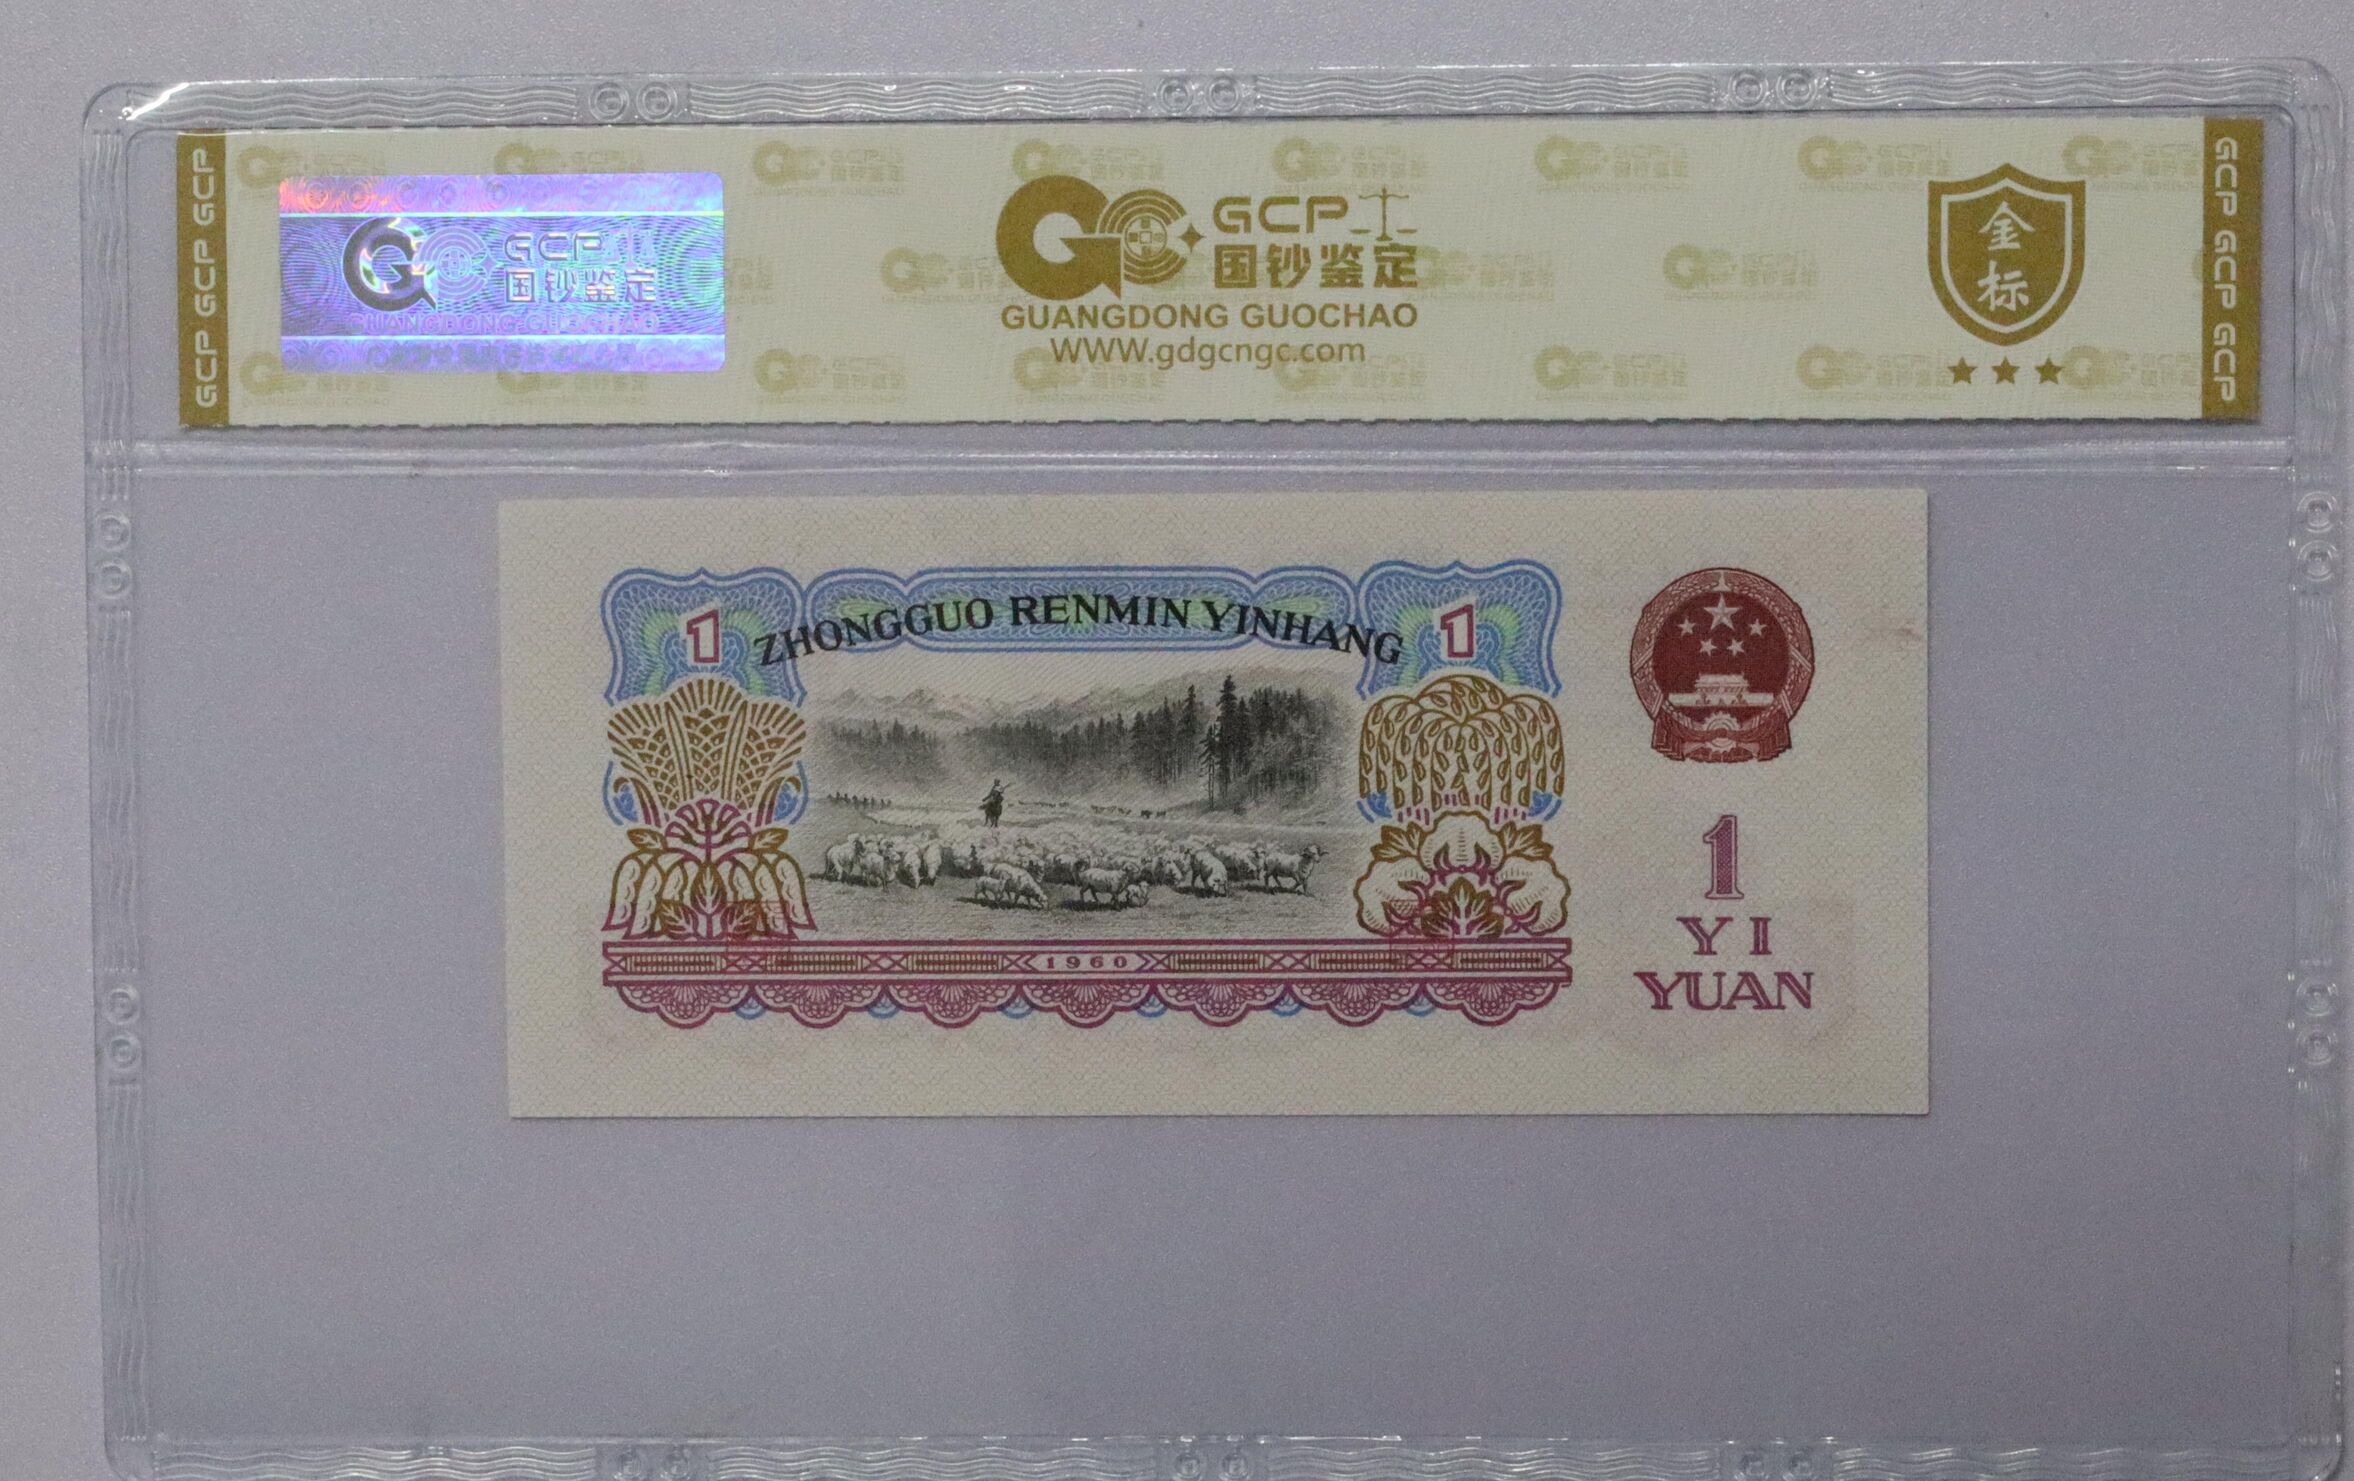 GCP GCP GCP
GCP
国钞鉴定
GUANGDONG GUOCHAO
GCP
国钞鉴定
GUANGDONG GUOCHAO
WWW.gdgcngc.com
金
标
GCP GCP GCP
1
ZHONGGUO RENMIN YINHANG
1
1960
1
YI
YUAN